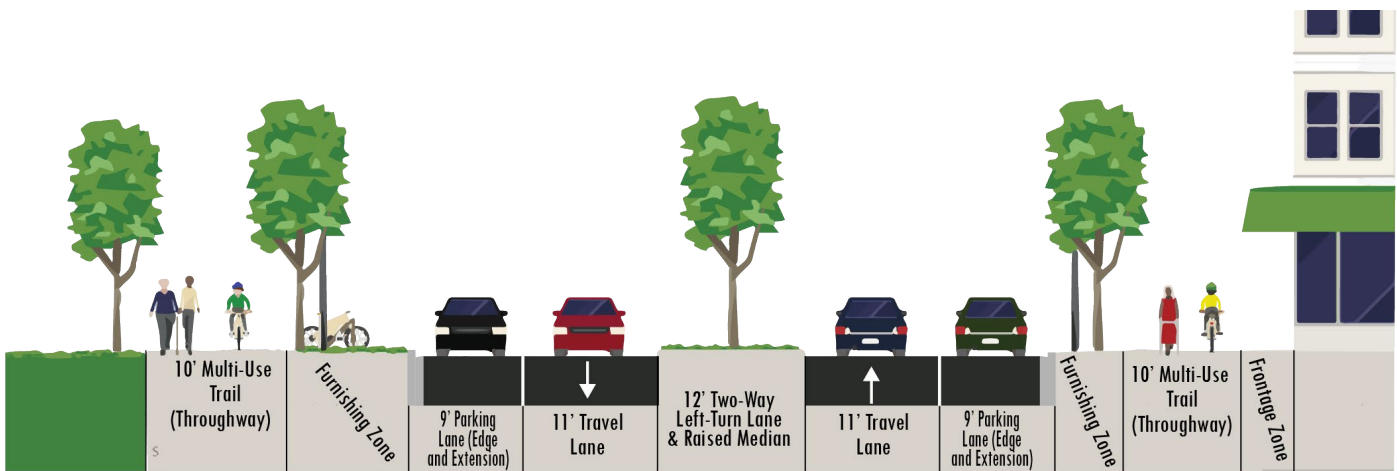 10’ Multi-Use
Trail
(Throughway)
S
Furnishing Zone
9’ Parking
Lane (Edge
and Extension)
11’ Travel
Lane
12’ Two-Way
Left-Turn Lane
& Raised Median
11’ Travel
Lane
9’ Parking
Lane (Edge
and Extension)
Furnishing Zone
10’ Multi-Use
Trail
(Throughway)
Frontage Zone